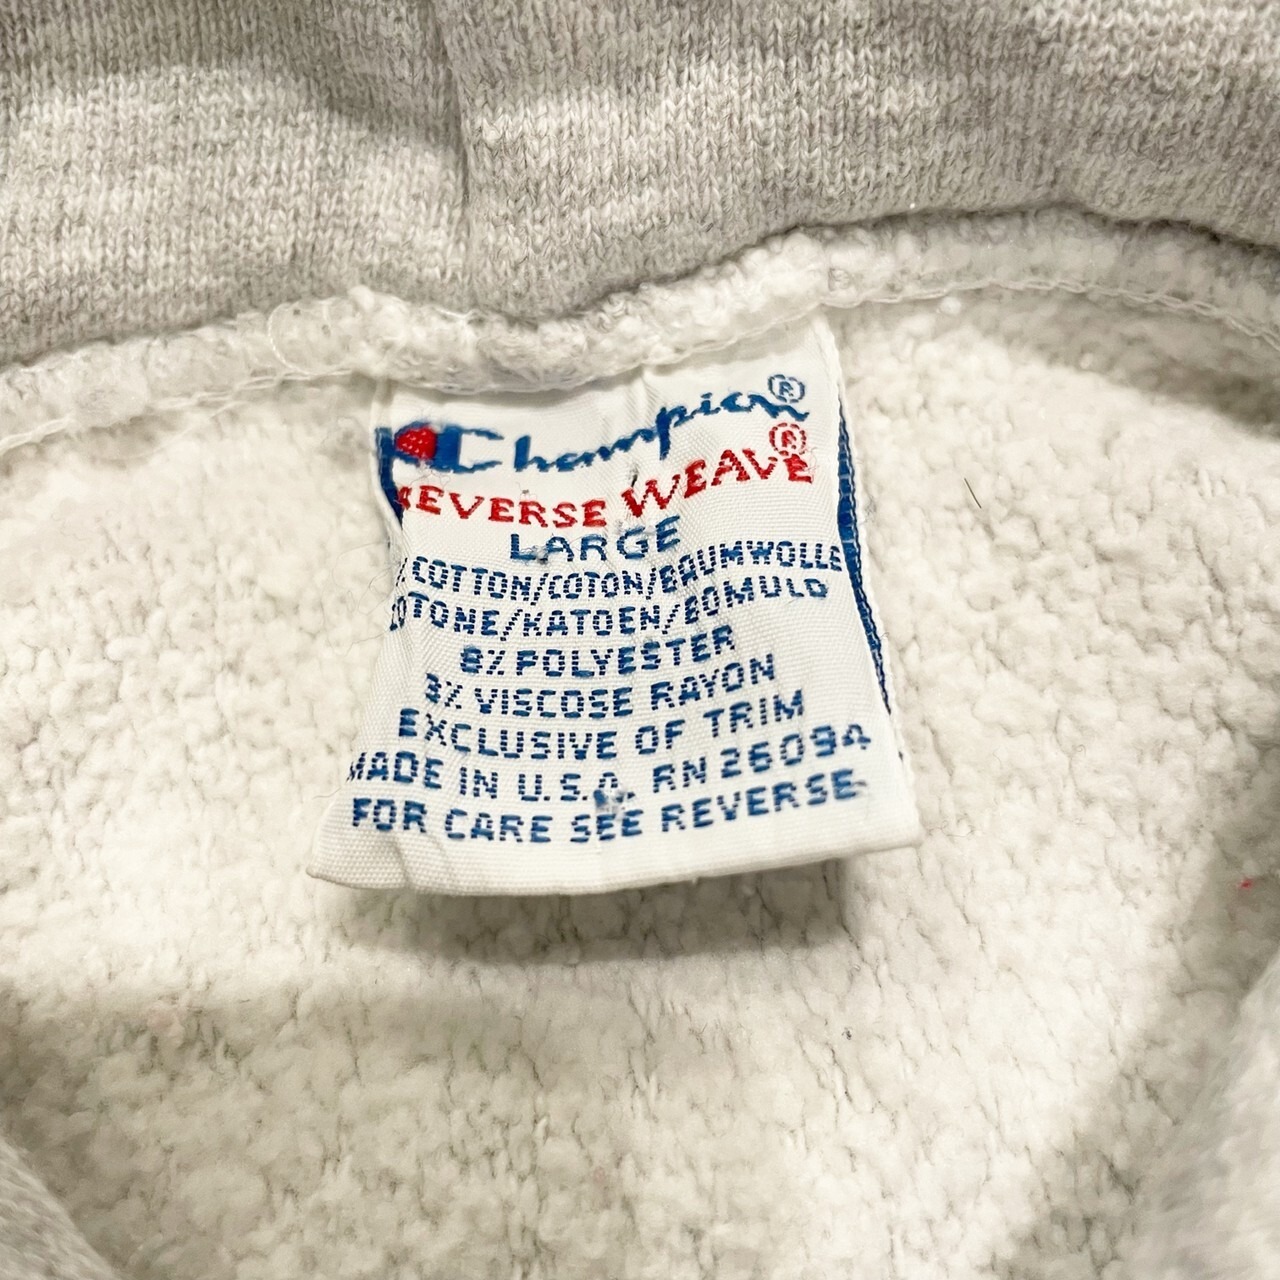 Champion®
REVERSE WEAVE®
LARGE
% COTTON/COTON/BAUMWOLLE
COTONE/KATOEN/BOMULD
8% POLYESTER
3% VISCOSE RAYON
EXCLUSIVE OF TRIM
MADE IN U.S.A. RN 26094
FOR CARE SEE REVERSE